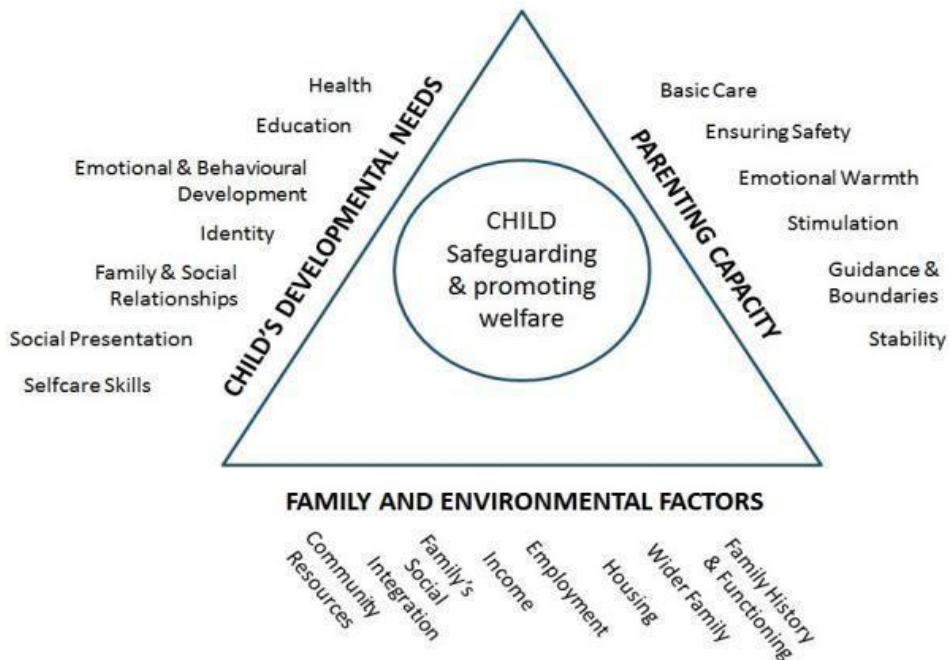 Health
Education
Emotional & Behavioural
Development
Identity
Family & Social
Relationships
Social Presentation
Selfcare Skills
CHILD'S DEVELOPMENTAL NEEDS
CHILD
Safeguarding
& promoting
welfare
PARENTING CAPACITY
Basic Care
Ensuring Safety
Emotional Warmth
Stimulation
Guidance &
Boundaries
Stability
FAMILY AND ENVIRONMENTAL FACTORS
Community
Resources
Family's
Social
Integration
Income
Employment
Housing
Wider Family
Family History
& Functioning